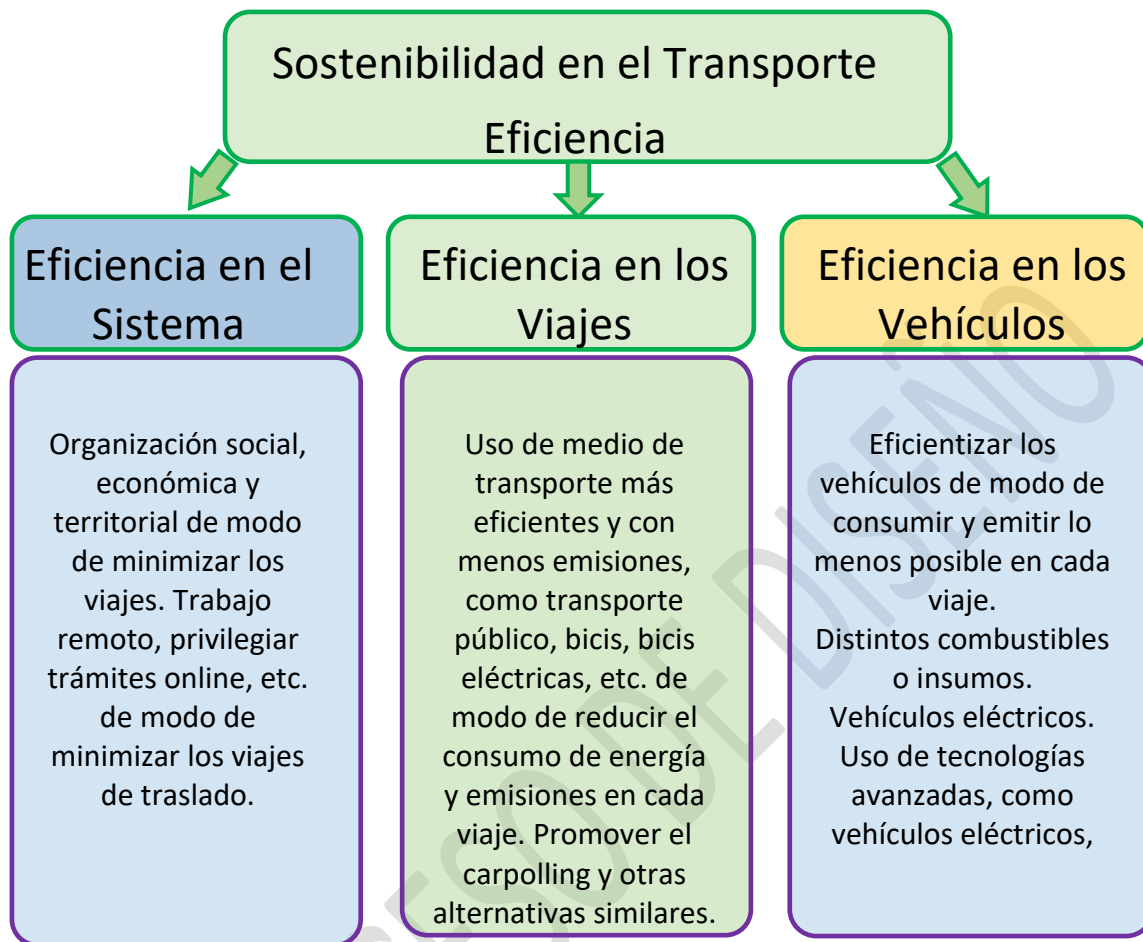 Sostenibilidad en el Transporte
Eficiencia
Eficiencia en el
Sistema
Organización social,
económica y
territorial de modo
de minimizar los
viajes. Trabajo
remoto, privilegiar
trámites online, etc.
de modo de
minimizar los viajes
de traslado.
Eficiencia en los
Viajes
Uso de medio de
transporte más
eficientes y con
menos emisiones,
como transporte
público, bicis, bicis
eléctricas, etc. de
modo de reducir el
consumo de energía
y emisiones en cada
viaje. Promover el
carpolling y otras
alternativas similares.
Eficiencia en los
Vehículos
Eficientizar los
vehículos de modo de
consumir y emitir lo
menos posible en cada
viaje.
Distintos combustibles
o insumos.
Vehículos eléctricos.
Uso de tecnologías
avanzadas, como
vehículos eléctricos,
ESO DE DISEÑO